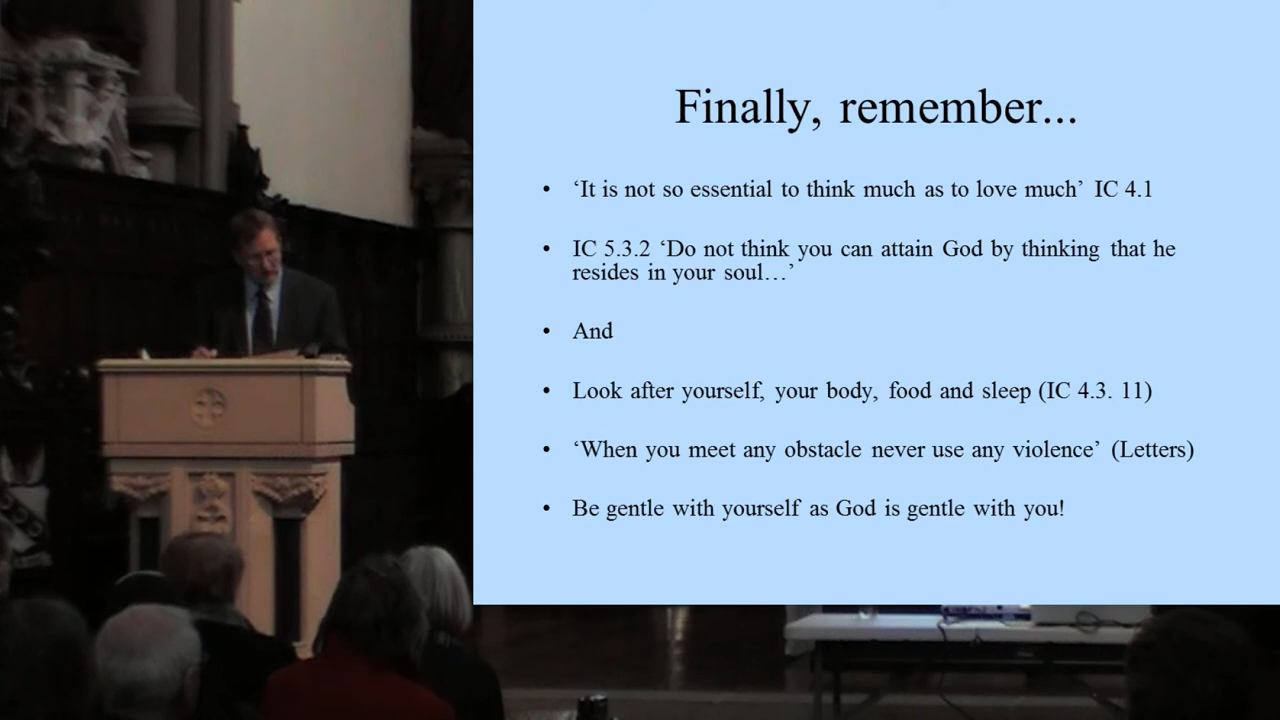 Finally, remember...
• ‘It is not so essential to think much as to love much’ IC 4.1
• IC 5.3.2 ‘Do not think you can attain God by thinking that he
resides in your soul…’
• And
• Look after yourself, your body, food and sleep (IC 4.3. 11)
• ‘When you meet any obstacle never use any violence’ (Letters)
• Be gentle with yourself as God is gentle with you!